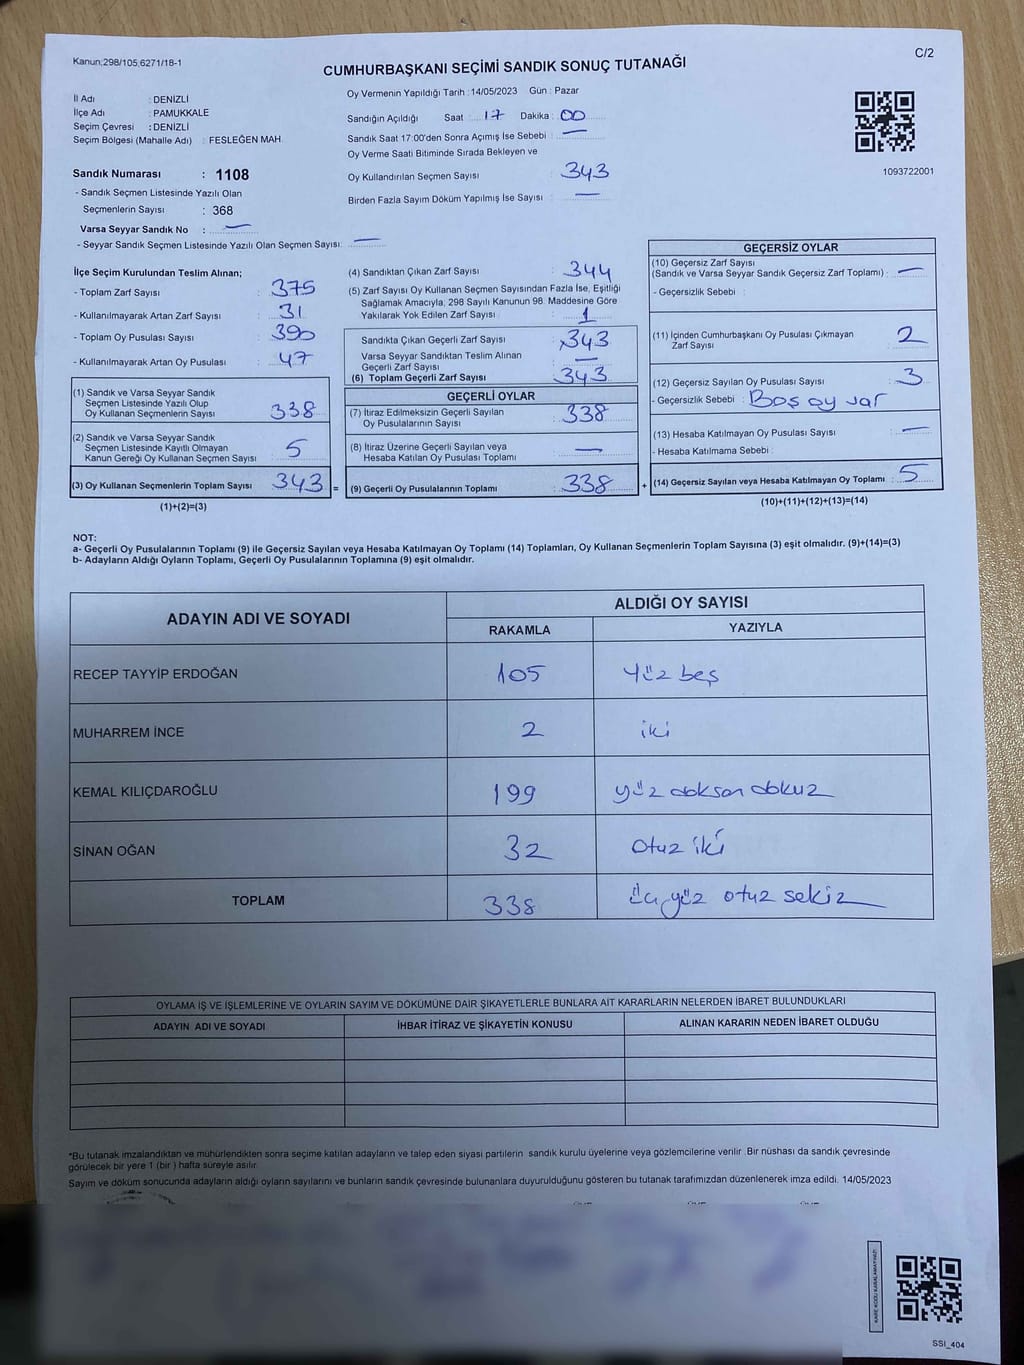 Kanun;298/105,6271/18-1
C/2
CUMHURBAŞKANI SEÇİMİ SANDIK SONUÇ TUTANAĞI
İl Adı : DENİZLİ
İlçe Adı : PAMUKKALE
Seçim Çevresi : DENİZLİ
Seçim Bölgesi (Mahalle Adı) : FESLEĞEN MAH.
Oy Vermenin Yapıldığı Tarih :14/05/2023 Gün : Pazar
Sandığın Açıldığı Saat : 17 Dakika : 00
Sandık Saat 17:00'den Sonra Açımış İse Sebebi : —
Oy Verme Saati Bitiminde Sırada Bekleyen ve
Oy Kullandırılan Seçmen Sayısı : 343
Birden Fazla Sayım Döküm Yapılmış İse Sayısı : —
1093722001
Sandık Numarası : 1108
- Sandık Seçmen Listesinde Yazılı Olan
Seçmenlerin Sayısı : 368
Varsa Seyyar Sandık No : —
- Seyyar Sandık Seçmen Listesinde Yazılı Olan Seçmen Sayısı: —
İlçe Seçim Kurulundan Teslim Alınan;
- Toplam Zarf Sayısı : 375
- Kullanılmayarak Artan Zarf Sayısı : 31
- Toplam Oy Pusulası Sayısı : 390
- Kullanılmayarak Artan Oy Pusulası : 47
(1) Sandık ve Varsa Seyyar Sandık
Seçmen Listesinde Yazılı Olup
Oy Kullanan Seçmenlerin Sayısı : 338
(2) Sandık ve Varsa Seyyar Sandık
Seçmen Listesinde Kayıtlı Olmayan
Kanun Gereği Oy Kullanan Seçmen Sayısı : 5
(3) Oy Kullanan Seçmenlerin Toplam Sayısı : 343 =
(1)+(2)=(3)
(4) Sandıktan Çıkan Zarf Sayısı : 344
(5) Zarf Sayısı Oy Kullanan Seçmen Sayısından Fazla İse, Eşitliği
Sağlamak Amacıyla; 298 Sayılı Kanunun 98. Maddesine Göre
Yakılarak Yok Edilen Zarf Sayısı : 1
Sandıkta Çıkan Geçerli Zarf Sayısı : 343
Varsa Seyyar Sandıktan Teslim Alınan
Geçerli Zarf Sayısı : —
(6) Toplam Geçerli Zarf Sayısı : 343
GEÇERLİ OYLAR
(7) İtiraz Edilmeksizin Geçerli Sayılan
Oy Pusulalarının Sayısı : 338
(8) İtiraz Üzerine Geçerli Sayılan veya
Hesaba Katılan Oy Pusulası Toplamı : —
(9) Geçerli Oy Pusulalarının Toplamı : 338 +
GEÇERSİZ OYLAR
(10) Geçersiz Zarf Sayısı
(Sandık ve Varsa Seyyar Sandık Geçersiz Zarf Toplamı) : —
- Geçersizlik Sebebi :
(11) İçinden Cumhurbaşkanı Oy Pusulası Çıkmayan
Zarf Sayısı : 2
(12) Geçersiz Sayılan Oy Pusulası Sayısı : 3
- Geçersizlik Sebebi : Boş oy var
(13) Hesaba Katılmayan Oy Pusulası Sayısı : —
- Hesaba Katılmama Sebebi :
(14) Geçersiz Sayılan veya Hesaba Katılmayan Oy Toplamı : 5
(10)+(11)+(12)+(13)=(14)
NOT:
a- Geçerli Oy Pusulalarının Toplamı (9) ile Geçersiz Sayılan veya Hesaba Katılmayan Oy Toplamı (14) Toplamları, Oy Kullanan Seçmenlerin Toplam Sayısına (3) eşit olmalıdır. (9)+(14)=(3)
b- Adayların Aldığı Oyların Toplamı, Geçerli Oy Pusulalarının Toplamına (9) eşit olmalıdır.
ADAYIN ADI VE SOYADI
ALDIĞI OY SAYISI
RAKAMLA YAZIYLA
RECEP TAYYİP ERDOĞAN 105 Yüz beş
MUHARREM İNCE 2 iki
KEMAL KILIÇDAROĞLU 199 yüz doksan dokuz
SİNAN OĞAN 32 otuz iki
TOPLAM 338 üç yüz otuz sekiz
OYLAMA İŞ VE İŞLEMLERİNE VE OYLARIN SAYIM VE DÖKÜMÜNE DAİR ŞİKAYETLERLE BUNLARA AİT KARARLARIN NELERDEN İBARET BULUNDUKLARI
ADAYIN ADI VE SOYADI İHBAR İTİRAZ VE ŞİKAYETİN KONUSU ALINAN KARARIN NEDEN İBARET OLDUĞU
*Bu tutanak imzalandıktan ve mühürlendikten sonra seçime katılan adayların ve talep eden siyasi partilerin sandık kurulu üyelerine veya gözlemcilerine verilir. Bir nüshası da sandık çevresinde
görülecek bir yere 1 (bir ) hafta süreyle asılır.
Sayım ve döküm sonucunda adayların aldığı oyların sayılarını ve bunların sandık çevresinde bulunanlara duyurulduğunu gösteren bu tutanak tarafımızdan düzenlenerek imza edildi. 14/05/2023
KARE KODU KARALAMAYINIZ!
SSI_404